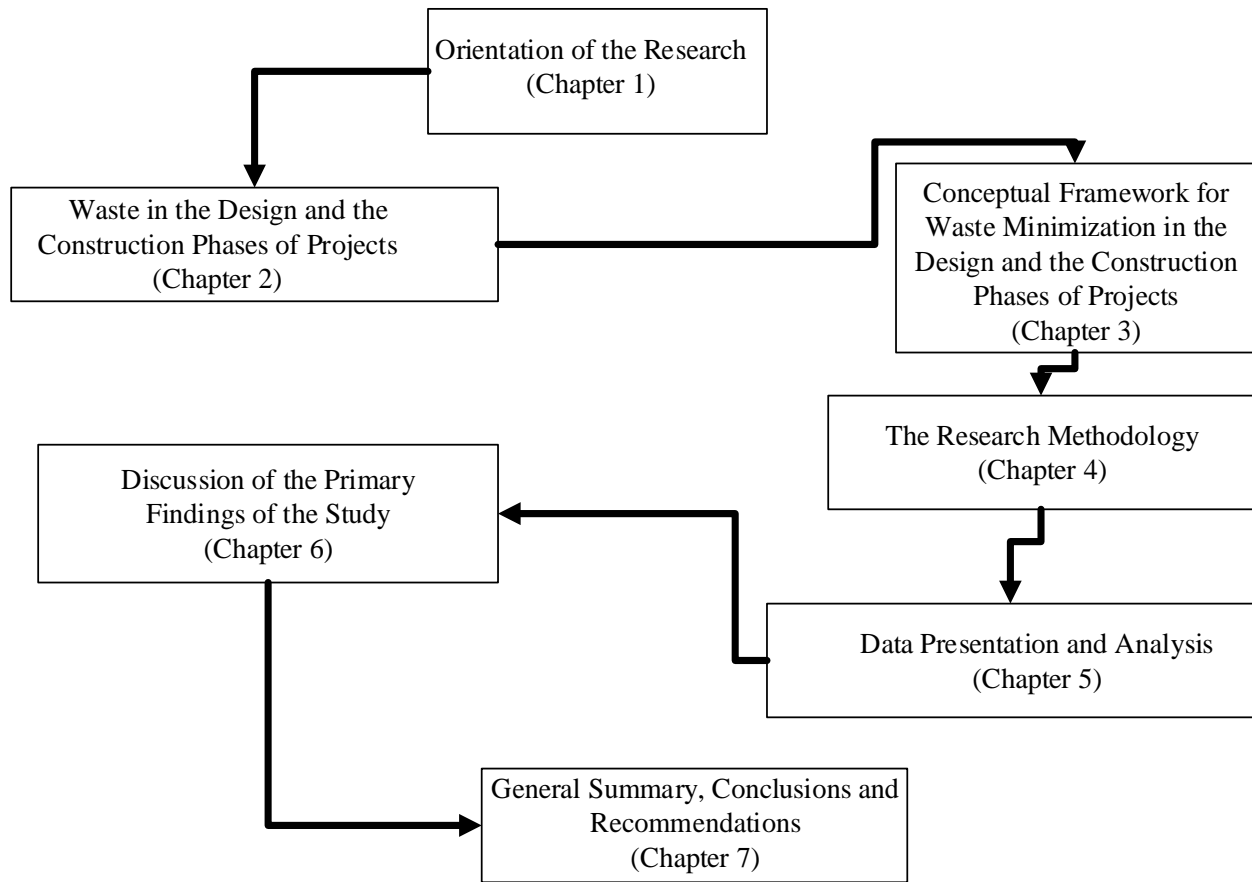 Orientation of the Research
(Chapter 1)
Waste in the Design and the
Construction Phases of Projects
(Chapter 2)
Conceptual Framework for
Waste Minimization in the
Design and the Construction
Phases of Projects
(Chapter 3)
The Research Methodology
(Chapter 4)
Data Presentation and Analysis
(Chapter 5)
Discussion of the Primary
Findings of the Study
(Chapter 6)
General Summary, Conclusions and
Recommendations
(Chapter 7)